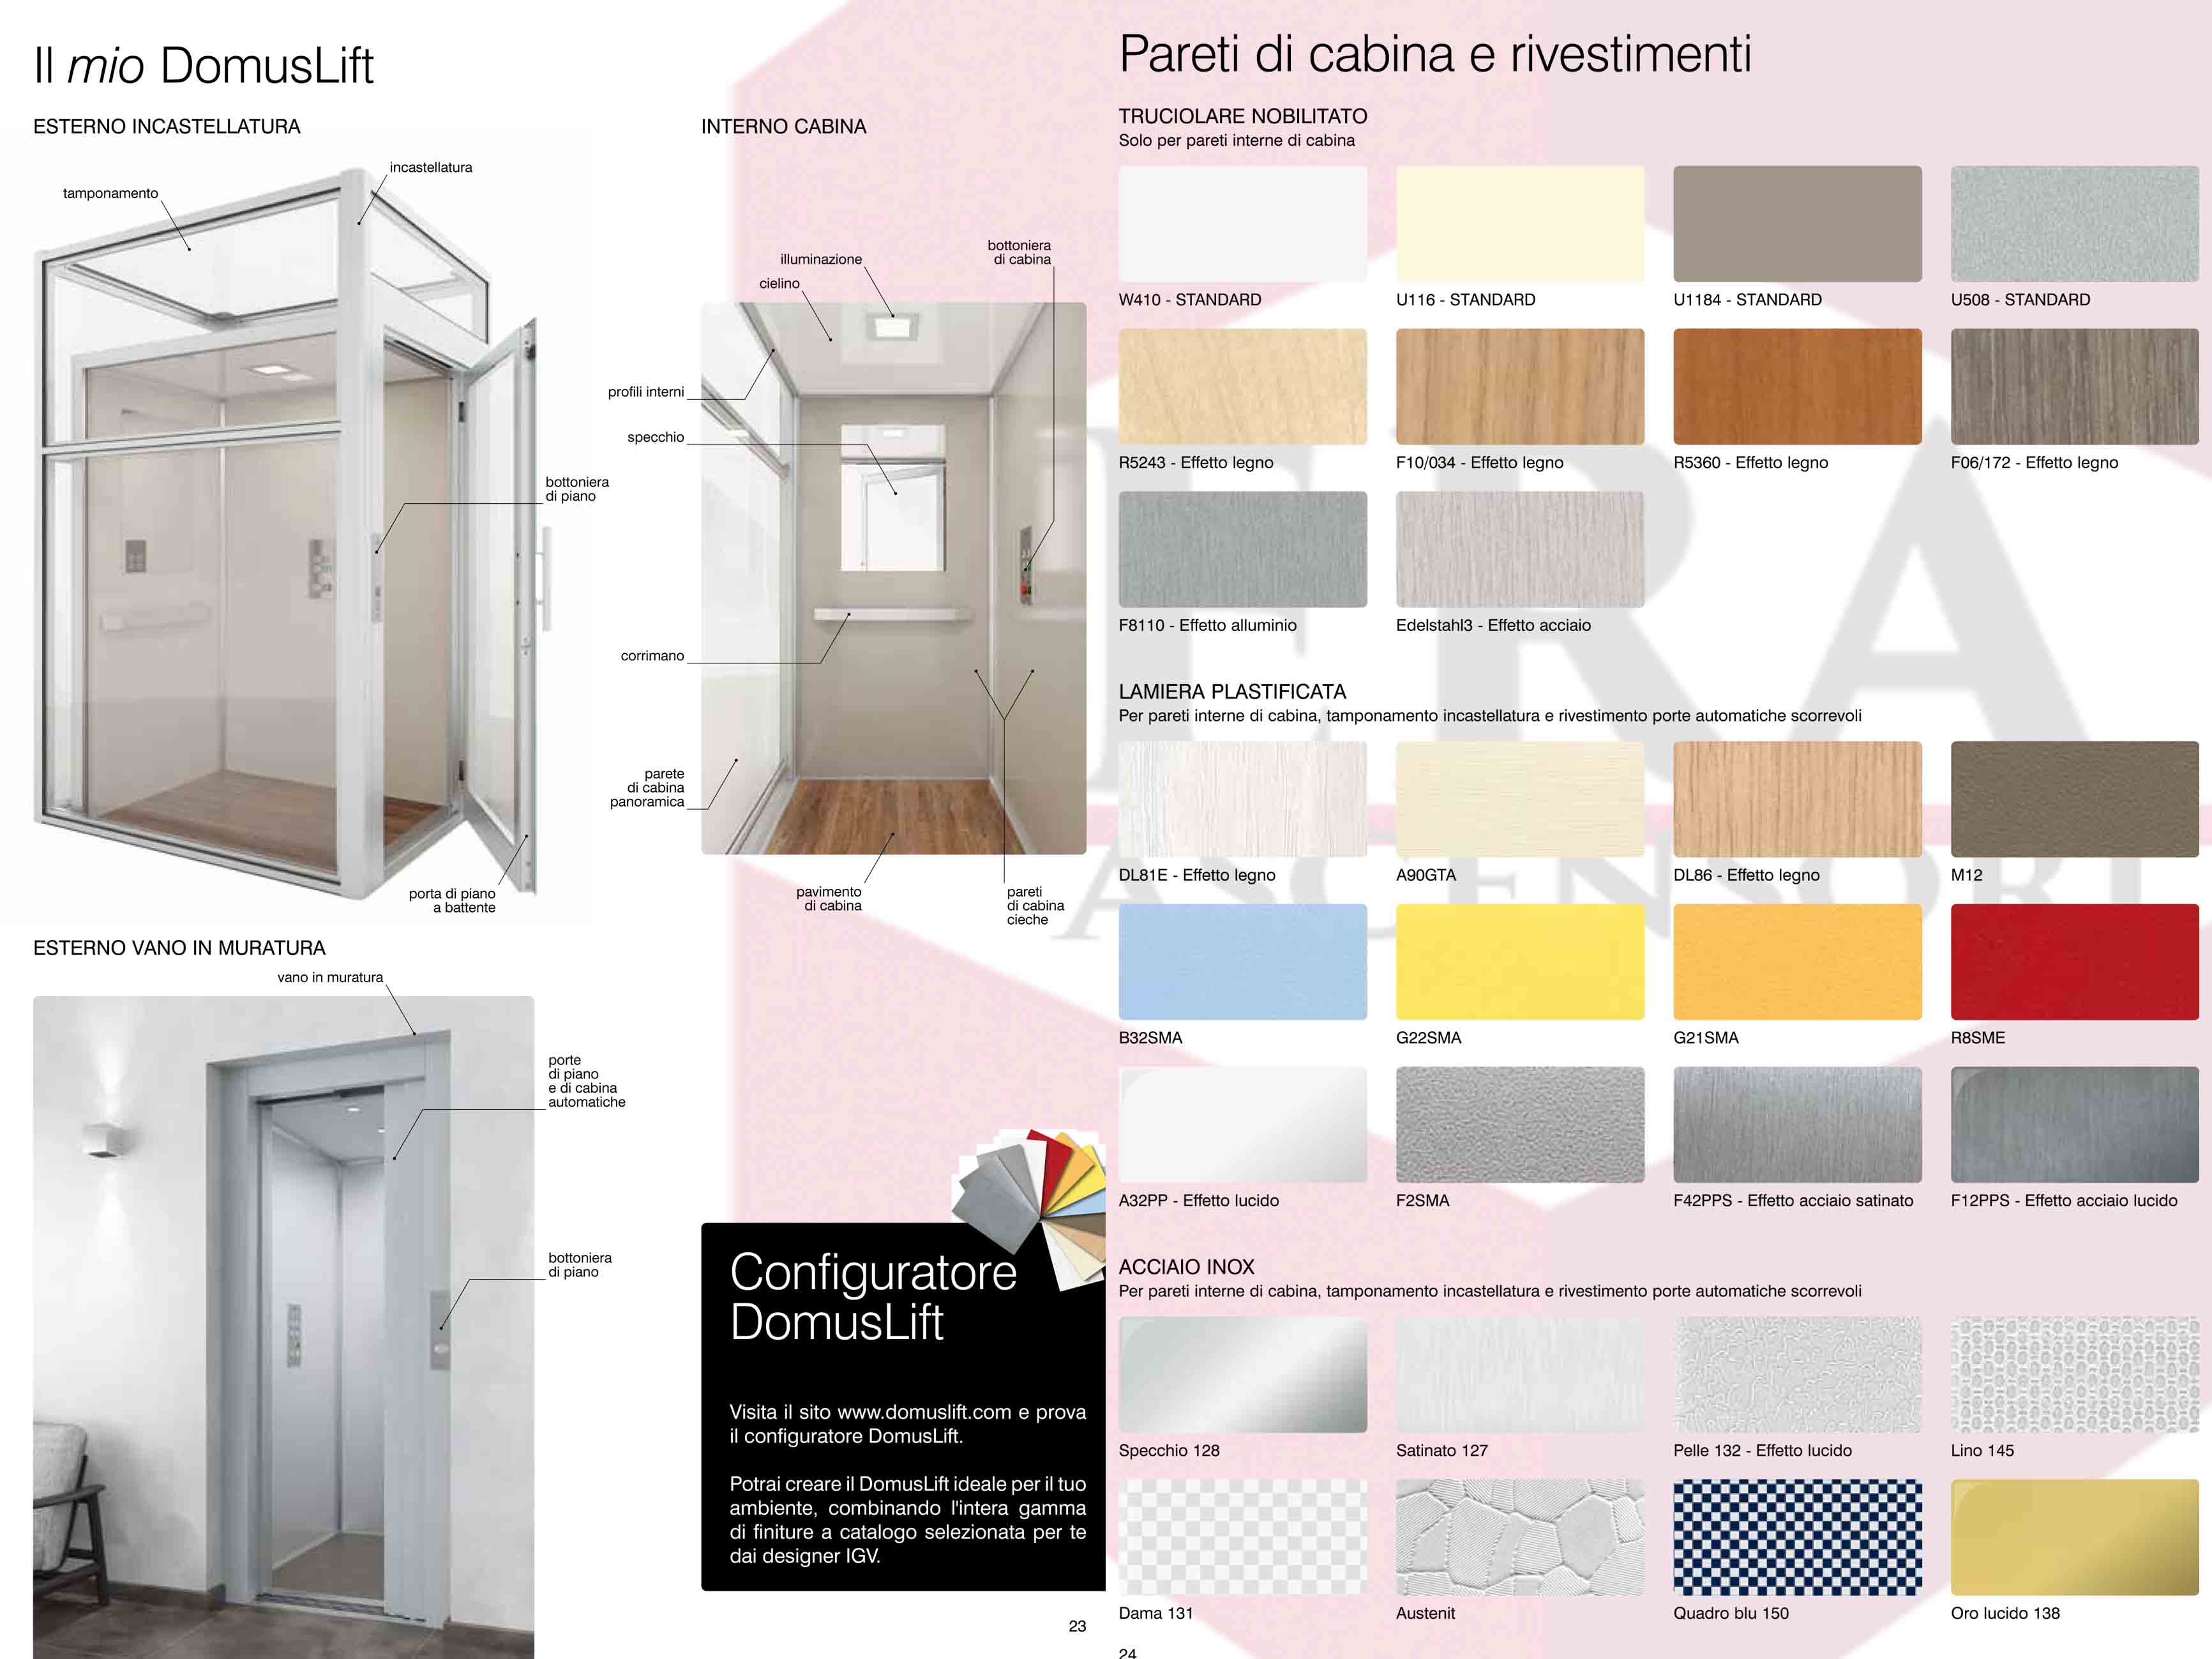 Il mio DomusLift
ESTERNO INCASTELLATURA
incastellatura
tamponamento
bottoniera
di piano
porta di piano
a battente
ESTERNO VANO IN MURATURA
vano in muratura
porte
di piano
e di cabina
automatiche
bottoniera
di piano
INTERNO CABINA
bottoniera
di cabina
illuminazione
cielino
profili interni
specchio
corrimano
parete
di cabina
panoramica
pavimento
di cabina
pareti
di cabina
cieche
Configuratore
DomusLift
Visita il sito www.domuslift.com e prova
il configuratore DomusLift.
Potrai creare il DomusLift ideale per il tuo
ambiente, combinando l'intera gamma
di finiture a catalogo selezionata per te
dai designer IGV.
23
Pareti di cabina e rivestimenti
TRUCIOLARE NOBILITATO
Solo per pareti interne di cabina
W410 - STANDARD
U116 - STANDARD
U1184 - STANDARD
U508 - STANDARD
R5243 - Effetto legno
F10/034 - Effetto legno
R5360 - Effetto legno
F06/172 - Effetto legno
F8110 - Effetto alluminio
Edelstahl3 - Effetto acciaio
LAMIERA PLASTIFICATA
Per pareti interne di cabina, tamponamento incastellatura e rivestimento porte automatiche scorrevoli
DL81E - Effetto legno
A90GTA
DL86 - Effetto legno
M12
B32SMA
G22SMA
G21SMA
R8SME
A32PP - Effetto lucido
F2SMA
F42PPS - Effetto acciaio satinato
F12PPS - Effetto acciaio lucido
ACCIAIO INOX
Per pareti interne di cabina, tamponamento incastellatura e rivestimento porte automatiche scorrevoli
Specchio 128
Satinato 127
Pelle 132 - Effetto lucido
Lino 145
Dama 131
Austenit
Quadro blu 150
Oro lucido 138
24
ERA
ASCENSORI